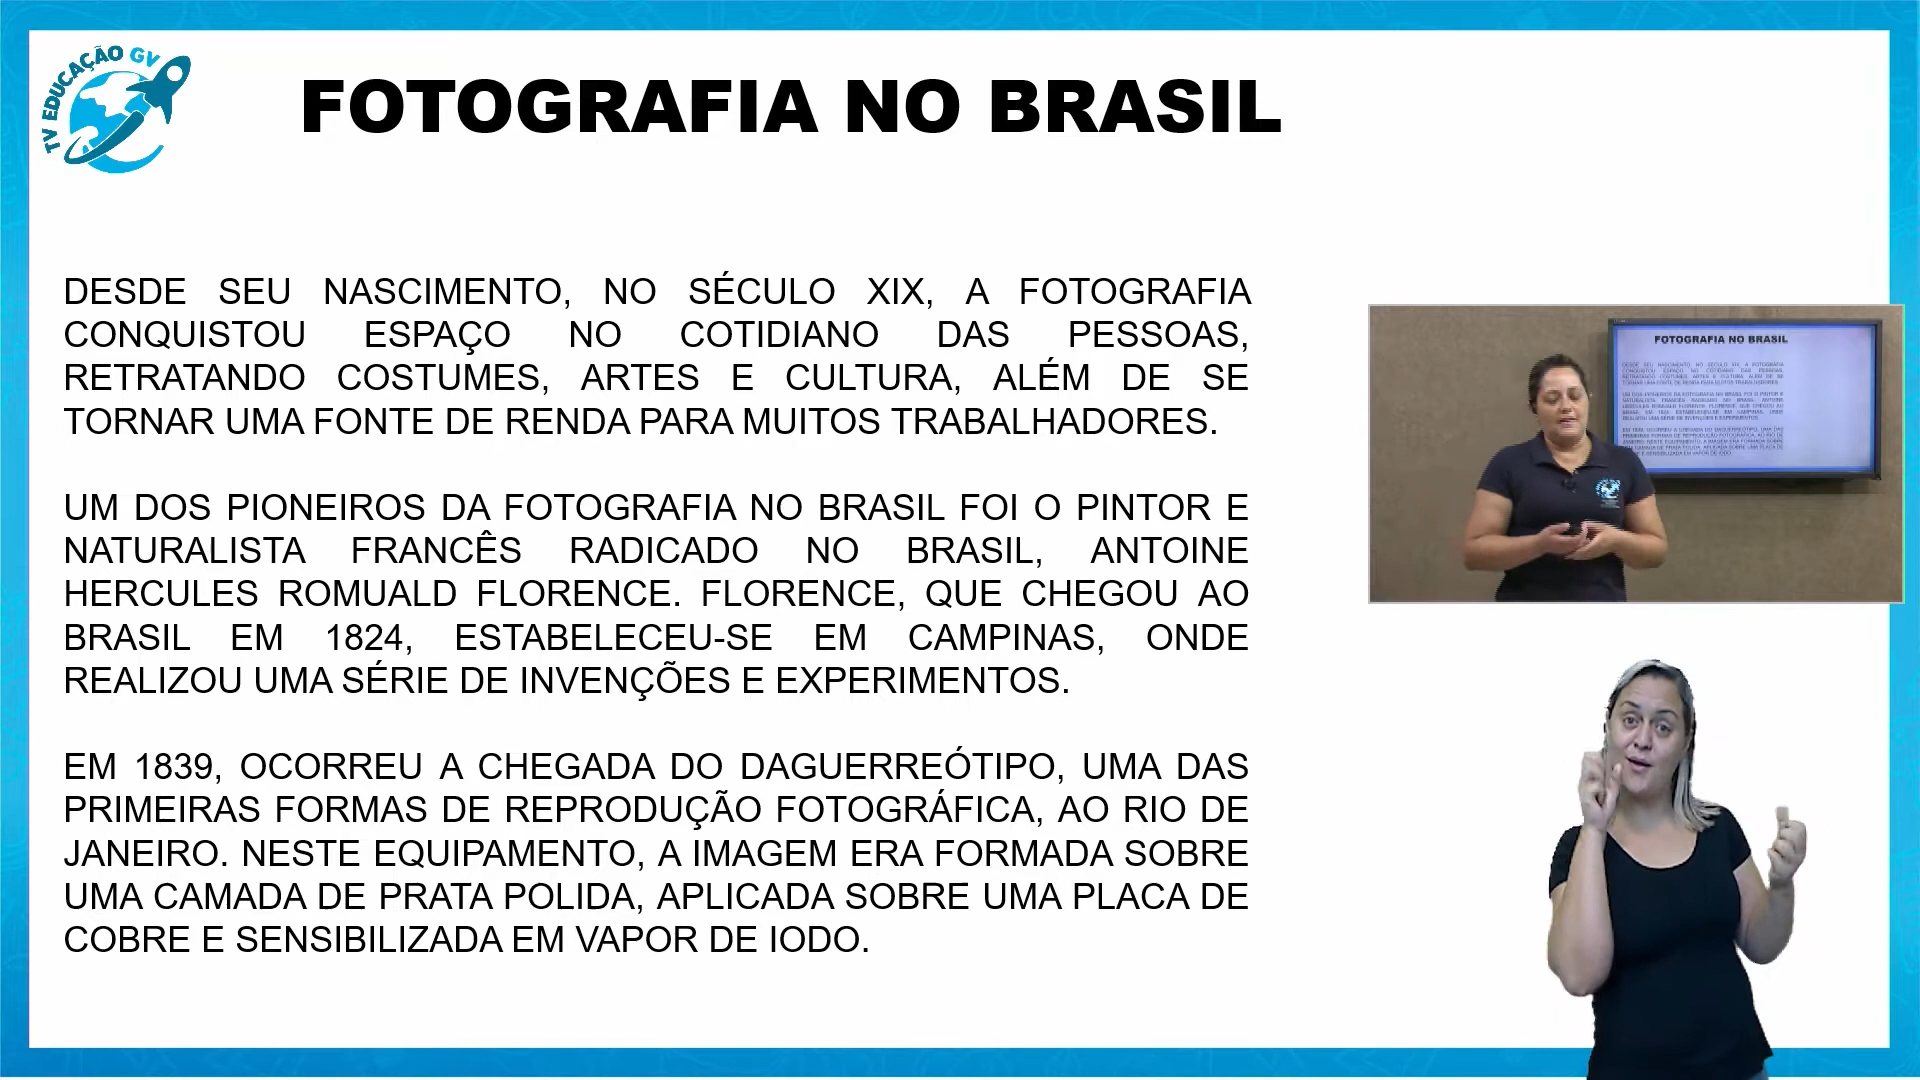 TV EDUCAÇÃO GV
FOTOGRAFIA NO BRASIL
DESDE SEU NASCIMENTO, NO SÉCULO XIX, A FOTOGRAFIA
CONQUISTOU ESPAÇO NO COTIDIANO DAS PESSOAS,
RETRATANDO COSTUMES, ARTES E CULTURA, ALÉM DE SE
TORNAR UMA FONTE DE RENDA PARA MUITOS TRABALHADORES.
UM DOS PIONEIROS DA FOTOGRAFIA NO BRASIL FOI O PINTOR E
NATURALISTA FRANCÊS RADICADO NO BRASIL, ANTOINE
HERCULES ROMUALD FLORENCE. FLORENCE, QUE CHEGOU AO
BRASIL EM 1824, ESTABELECEU-SE EM CAMPINAS, ONDE
REALIZOU UMA SÉRIE DE INVENÇÕES E EXPERIMENTOS.
EM 1839, OCORREU A CHEGADA DO DAGUERREÓTIPO, UMA DAS
PRIMEIRAS FORMAS DE REPRODUÇÃO FOTOGRÁFICA, AO RIO DE
JANEIRO. NESTE EQUIPAMENTO, A IMAGEM ERA FORMADA SOBRE
UMA CAMADA DE PRATA POLIDA, APLICADA SOBRE UMA PLACA DE
COBRE E SENSIBILIZADA EM VAPOR DE IODO.
FOTOGRAFIA NO BRASIL